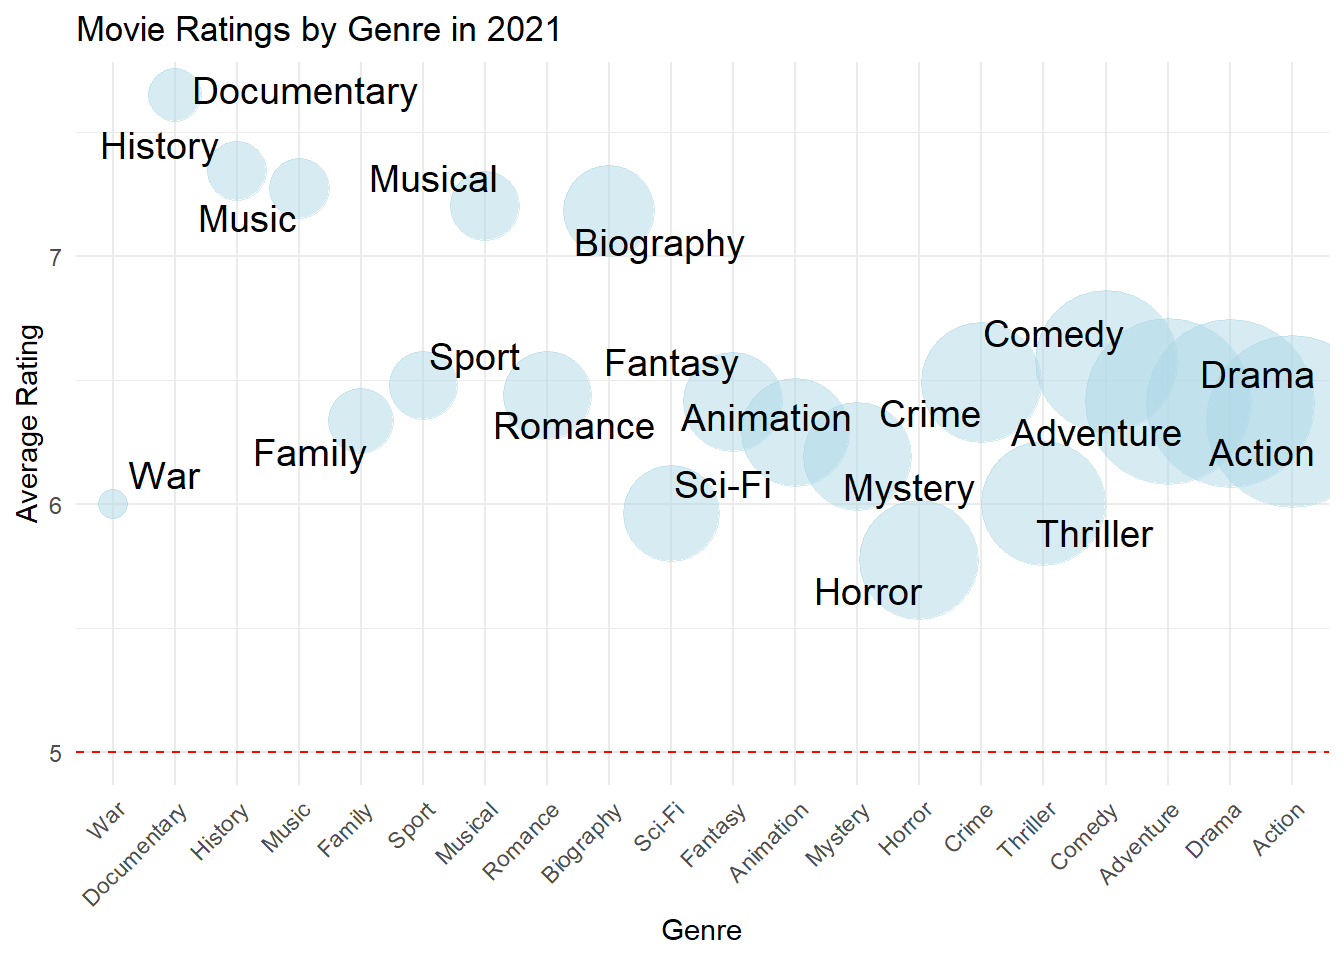 Movie Ratings by Genre in 2021
Documentary
History
Musical
Music
Biography
Comedy
Sport
Fantasy
Drama
Crime
Animation
Romance
Adventure
Family
Action
War
Sci-Fi
Mystery
Thriller
Horror
Average Rating
7
6
5
War
Documentary
History
Music
Family
Sport
Musical
Romance
Biography
Sci-Fi
Fantasy
Animation
Mystery
Horror
Crime
Thriller
Comedy
Adventure
Drama
Action
Genre